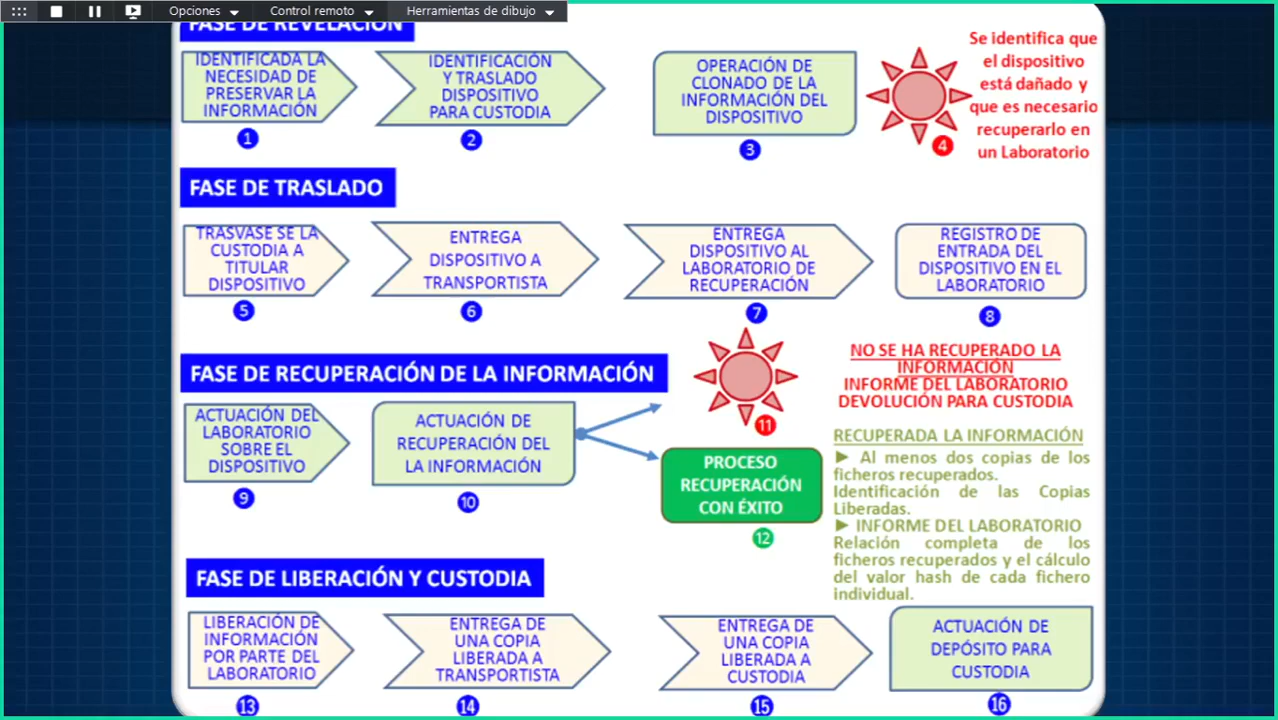 Opciones
Control remoto
Herramientas de dibujo
FASE DE REVELACIÓN
IDENTIFICADA LA
NECESIDAD DE
PRESERVAR LA
INFORMACIÓN
1
IDENTIFICACIÓN
Y TRASLADO
DISPOSITIVO
PARA CUSTODIA
2
OPERACIÓN DE
CLONADO DE LA
INFORMACIÓN DEL
DISPOSITIVO
3
4
Se identifica que
el dispositivo
está dañado y
que es necesario
recuperarlo en
un Laboratorio
FASE DE TRASLADO
TRASVASE SE LA
CUSTODIA A
TITULAR
DISPOSITIVO
5
ENTREGA
DISPOSITIVO A
TRANSPORTISTA
6
ENTREGA
DISPOSITIVO AL
LABORATORIO DE
RECUPERACIÓN
7
REGISTRO DE
ENTRADA DEL
DISPOSITIVO EN EL
LABORATORIO
8
FASE DE RECUPERACIÓN DE LA INFORMACIÓN
ACTUACIÓN DEL
LABORATORIO
SOBRE EL
DISPOSITIVO
9
ACTUACIÓN DE
RECUPERACIÓN DEL
LA INFORMACIÓN
10
11
NO SE HA RECUPERADO LA
INFORMACIÓN
INFORME DEL LABORATORIO
DEVOLUCIÓN PARA CUSTODIA
PROCESO
RECUPERACIÓN
CON ÉXITO
12
RECUPERADA LA INFORMACIÓN
► Al menos dos copias de los
ficheros recuperados.
Identificación de las Copias
Liberadas.
► INFORME DEL LABORATORIO
Relación completa de los
ficheros recuperados y el cálculo
del valor hash de cada fichero
individual.
FASE DE LIBERACIÓN Y CUSTODIA
LIBERACIÓN DE
INFORMACIÓN
POR PARTE DEL
LABORATORIO
13
ENTREGA DE
UNA COPIA
LIBERADA A
TRANSPORTISTA
14
ENTREGA DE
UNA COPIA
LIBERADA A
CUSTODIA
15
ACTUACIÓN DE
DEPÓSITO PARA
CUSTODIA
16